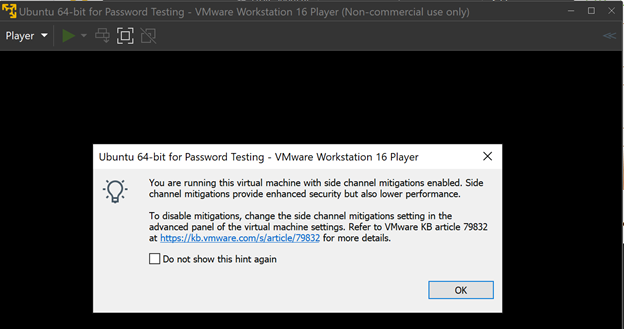 Ubuntu 64-bit for Password Testing - VMware Workstation 16 Player (Non-commercial use only)
Player
Ubuntu 64-bit for Password Testing - VMware Workstation 16 Player
You are running this virtual machine with side channel mitigations enabled. Side
channel mitigations provide enhanced security but also lower performance.
To disable mitigations, change the side channel mitigations setting in the
advanced panel of the virtual machine settings. Refer to VMware KB article 79832
at https://kb.vmware.com/s/article/79832 for more details.
Do not show this hint again
OK